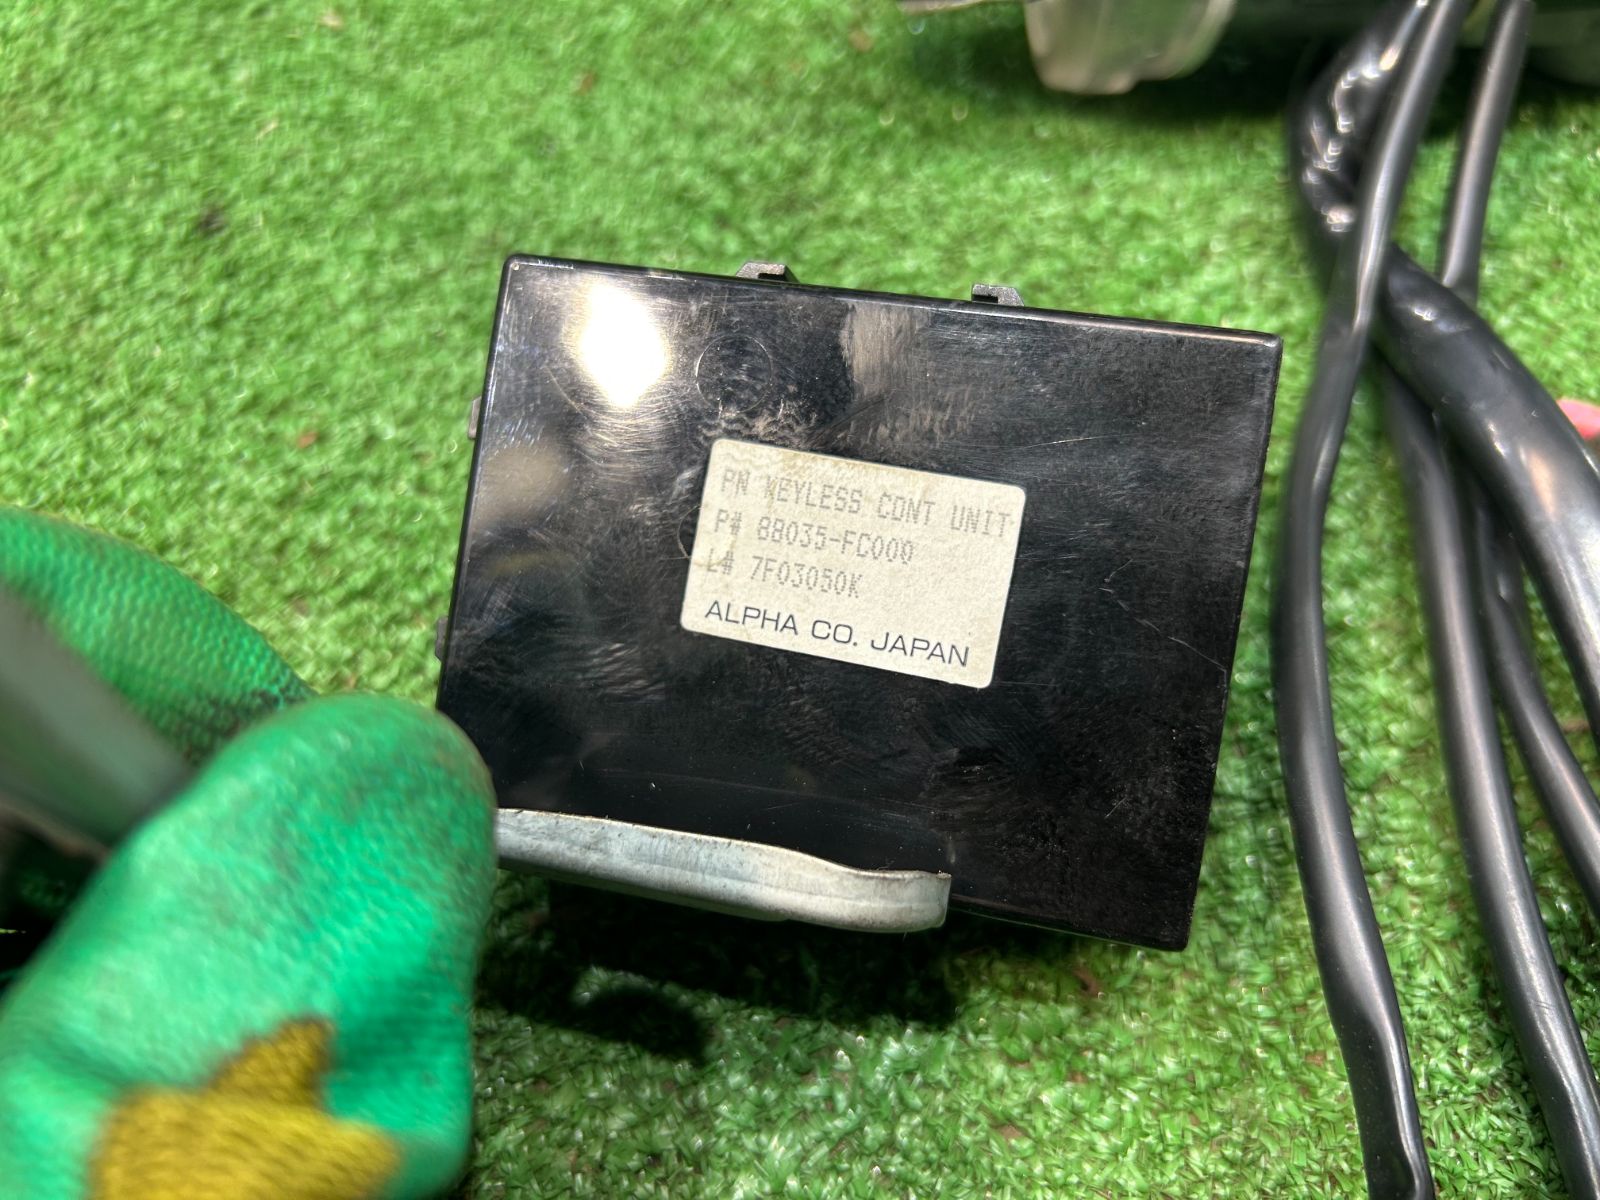 PN KEYLESS CONT UNIT
P# 88035-FC000
L# 7F03050K
ALPHA CO. JAPAN